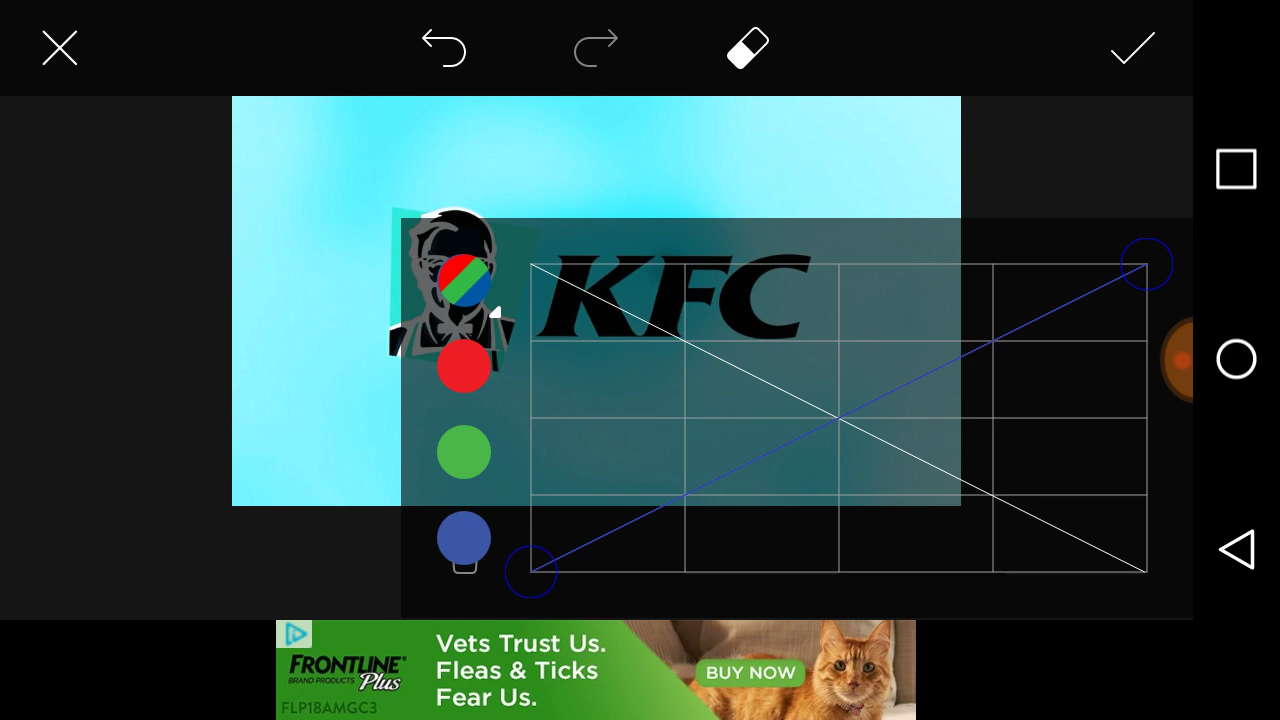 KFC
FRONTLINE
BRAND PRODUCTS
Plus
FLP18AMGC3
Vets Trust Us.
Fleas & Ticks
Fear Us.
BUY NOW